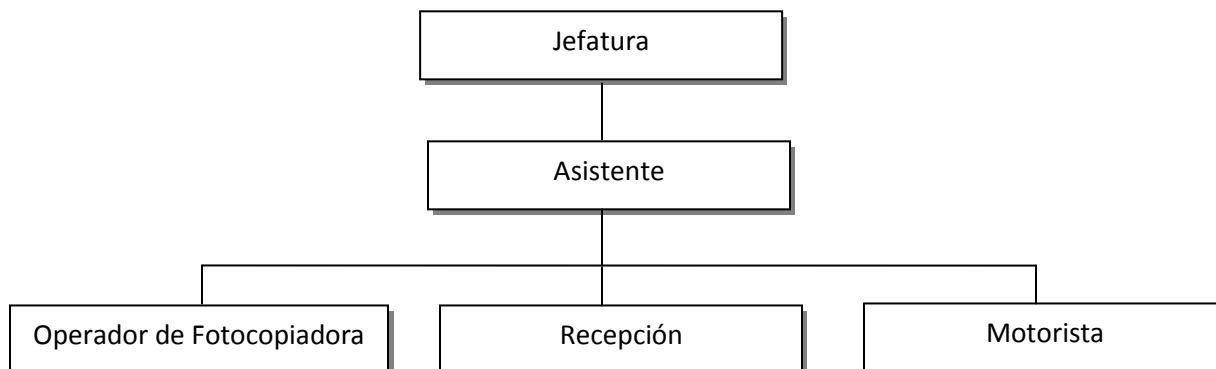 Jefatura
Asistente
Operador de Fotocopiadora
Recepción
Motorista